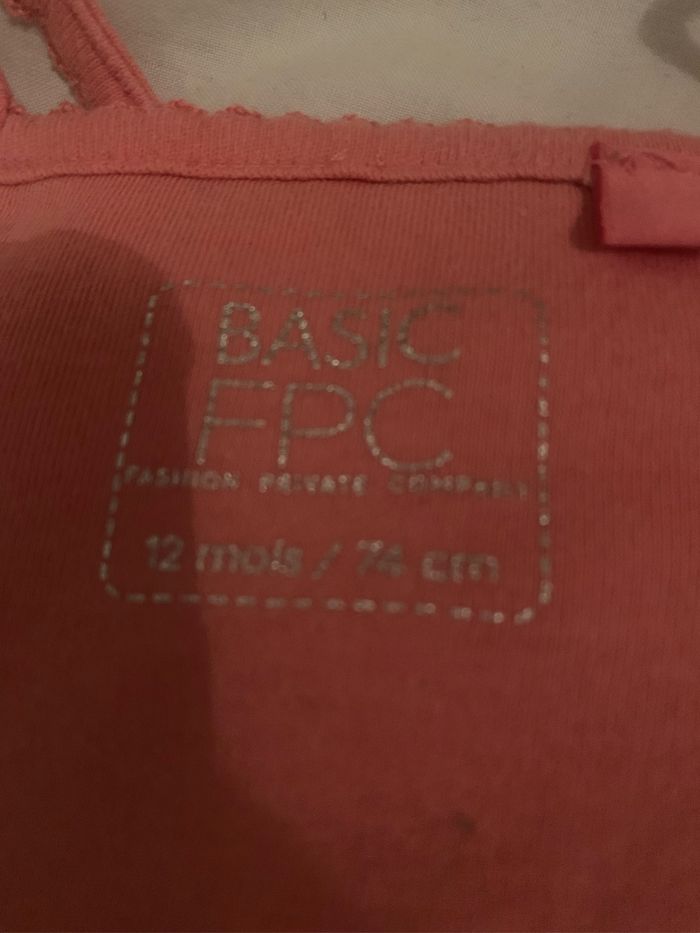 BASIC
FPC
FASHION PRIVATE COMPANY
12 mois / 74 cm